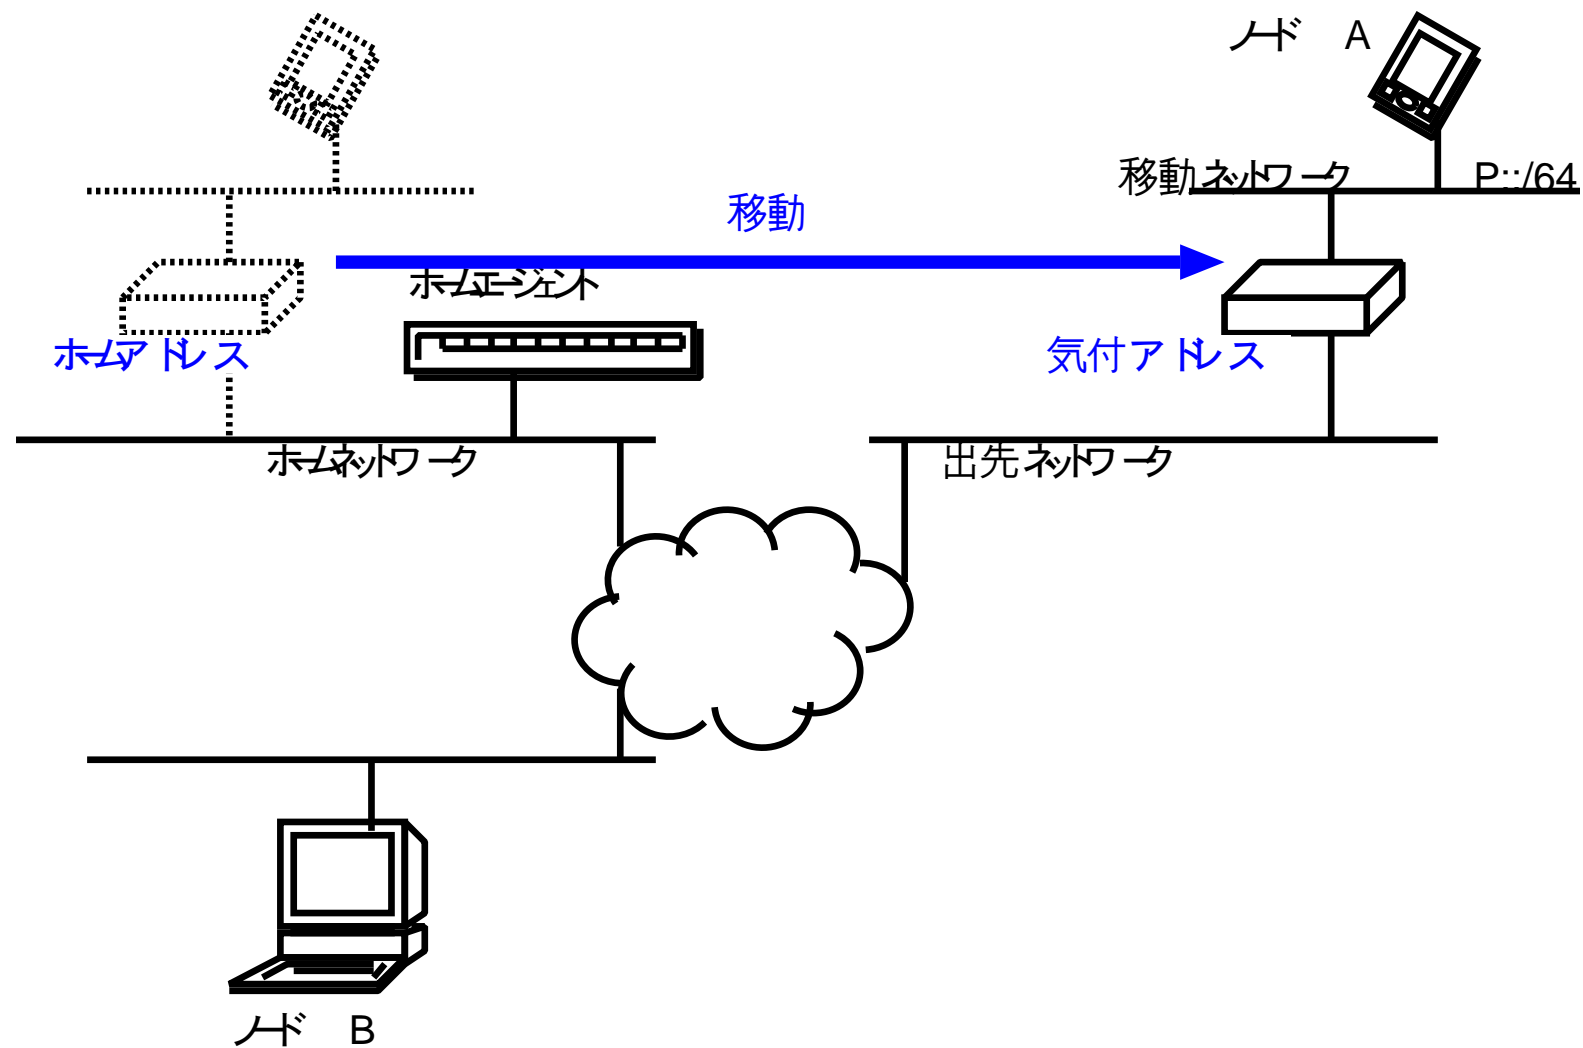 ノード A
移動ネットワーク P::/64
移動
ホームエージェント
ホームアドレス
気付アドレス
ホームネットワーク
出先ネットワーク
ノード B